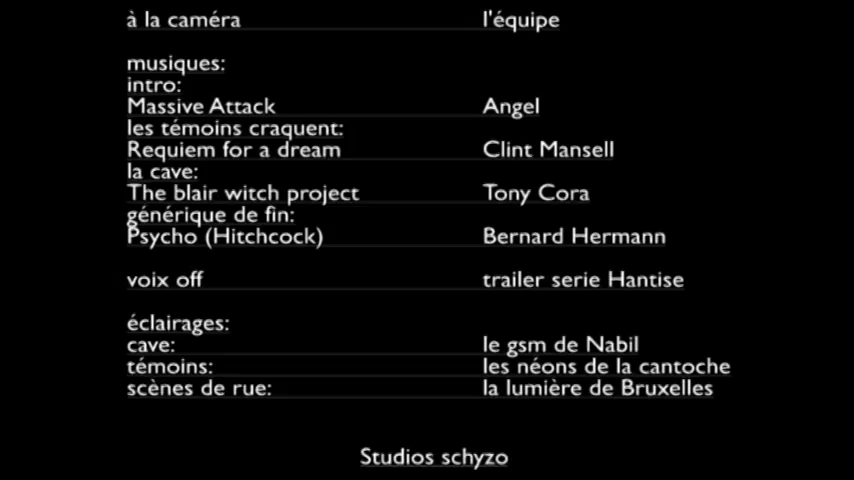 à la caméra l'équipe
musiques:
intro:
Massive Attack Angel
les témoins craquent:
Requiem for a dream Clint Mansell
la cave:
The blair witch project Tony Cora
générique de fin:
Psycho (Hitchcock) Bernard Hermann
voix off trailer serie Hantise
éclairages:
cave: le gsm de Nabil
témoins: les néons de la cantoche
scènes de rue: la lumière de Bruxelles
Studios schyzo